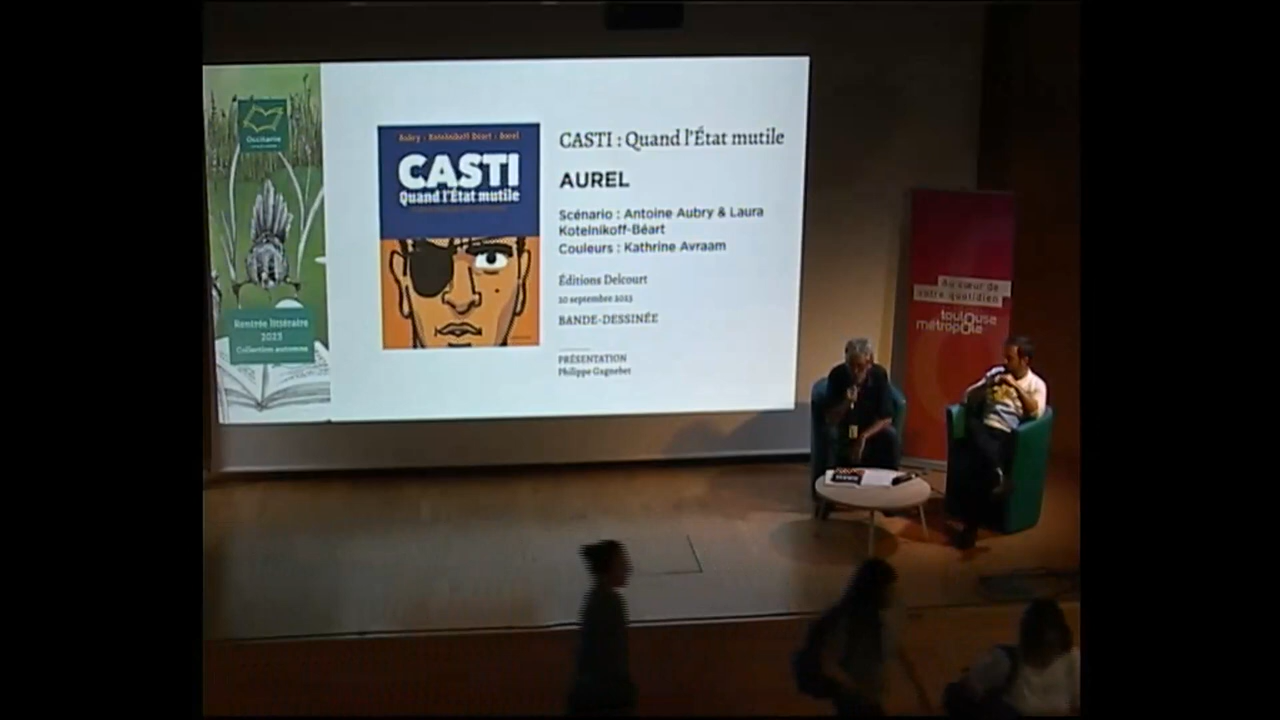 Occitanie
Rentrée littéraire
2023
Collection automne
Aubry • Kotelnikoff Béart • Aurel
CASTI
Quand l'État mutile
CASTI : Quand l'État mutile
AUREL
Scénario : Antoine Aubry & Laura
Kotelnikoff-Béart
Couleurs : Kathrine Avraam
Éditions Delcourt
20 septembre 2023
BANDE-DESSINÉE
PRÉSENTATION
Philippe Gagnebet
Au cœur de
votre quotidien
toulouse
métropole